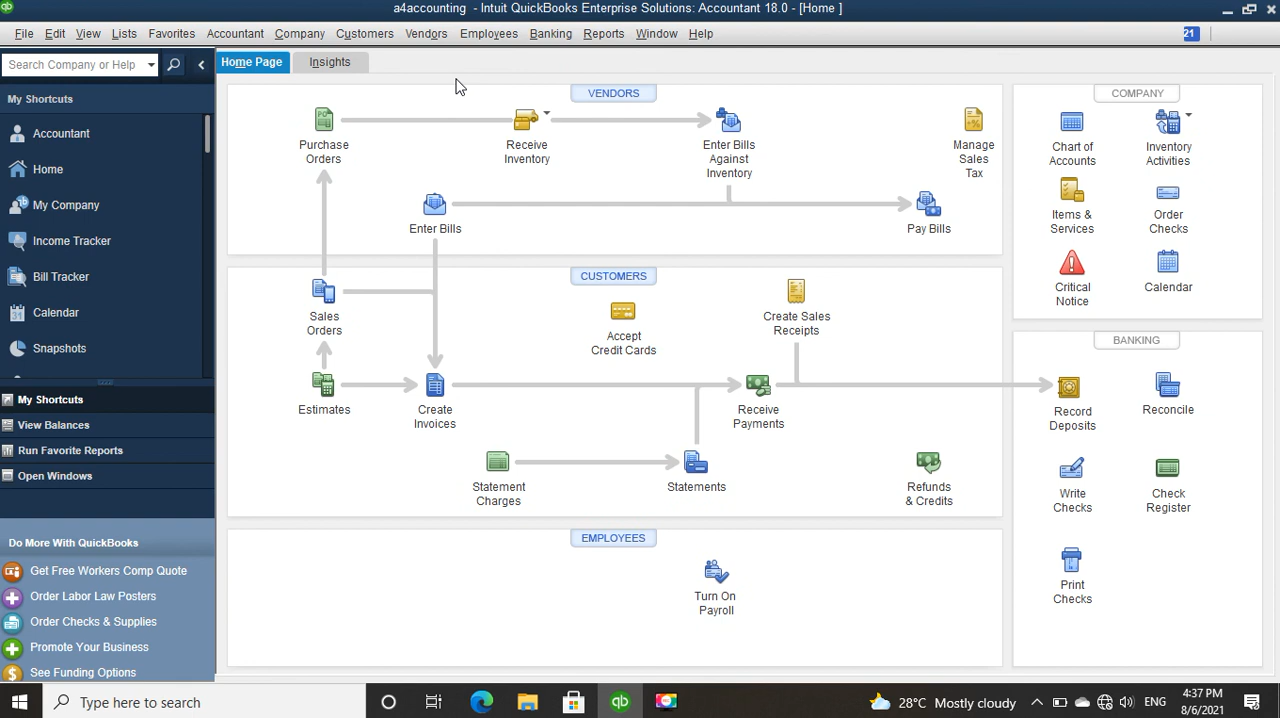 a4accounting - Intuit QuickBooks Enterprise Solutions: Accountant 18.0 - [Home ]
File Edit View Lists Favorites Accountant Company Customers Vendors Employees Banking Reports Window Help
21
Search Company or Help
My Shortcuts
Accountant
Home
My Company
Income Tracker
Bill Tracker
Calendar
Snapshots
My Shortcuts
View Balances
Run Favorite Reports
Open Windows
Do More With QuickBooks
Get Free Workers Comp Quote
Order Labor Law Posters
Order Checks & Supplies
Promote Your Business
See Funding Options
Home Page
Insights
VENDORS
Purchase
Orders
Receive
Inventory
Enter Bills
Against
Inventory
Manage
Sales
Tax
Enter Bills
Pay Bills
CUSTOMERS
Sales
Orders
Accept
Credit Cards
Create Sales
Receipts
Estimates
Create
Invoices
Receive
Payments
Statement
Charges
Statements
Refunds
& Credits
EMPLOYEES
Turn On
Payroll
COMPANY
Chart of
Accounts
Inventory
Activities
Items &
Services
Order
Checks
Critical
Notice
Calendar
BANKING
Record
Deposits
Reconcile
Write
Checks
Check
Register
Print
Checks
Type here to search
28°C Mostly cloudy
ENG
4:37 PM
8/6/2021